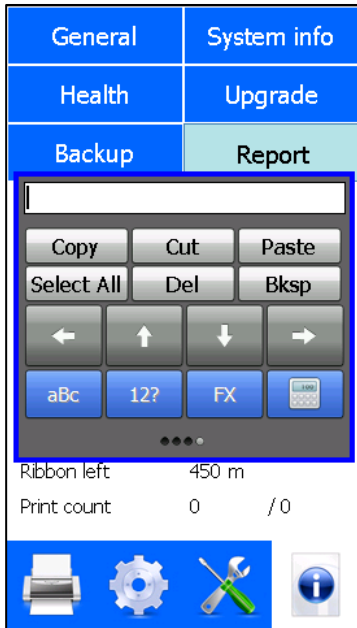 General System info
Health Upgrade
Backup Report
Copy Cut Paste
Select All Del Bksp
aBc 12? FX
Ribbon left 450 m
Print count 0 / 0